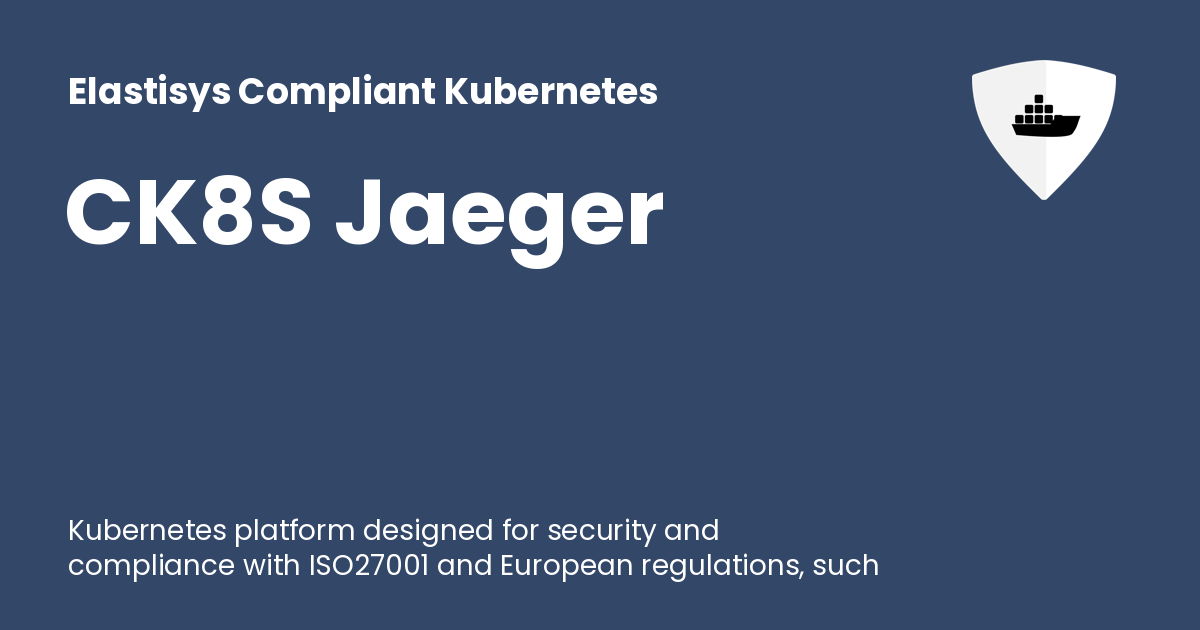 Elastisys Compliant Kubernetes
CK8S Jaeger
Kubernetes platform designed for security and
compliance with ISO27001 and European regulations, such